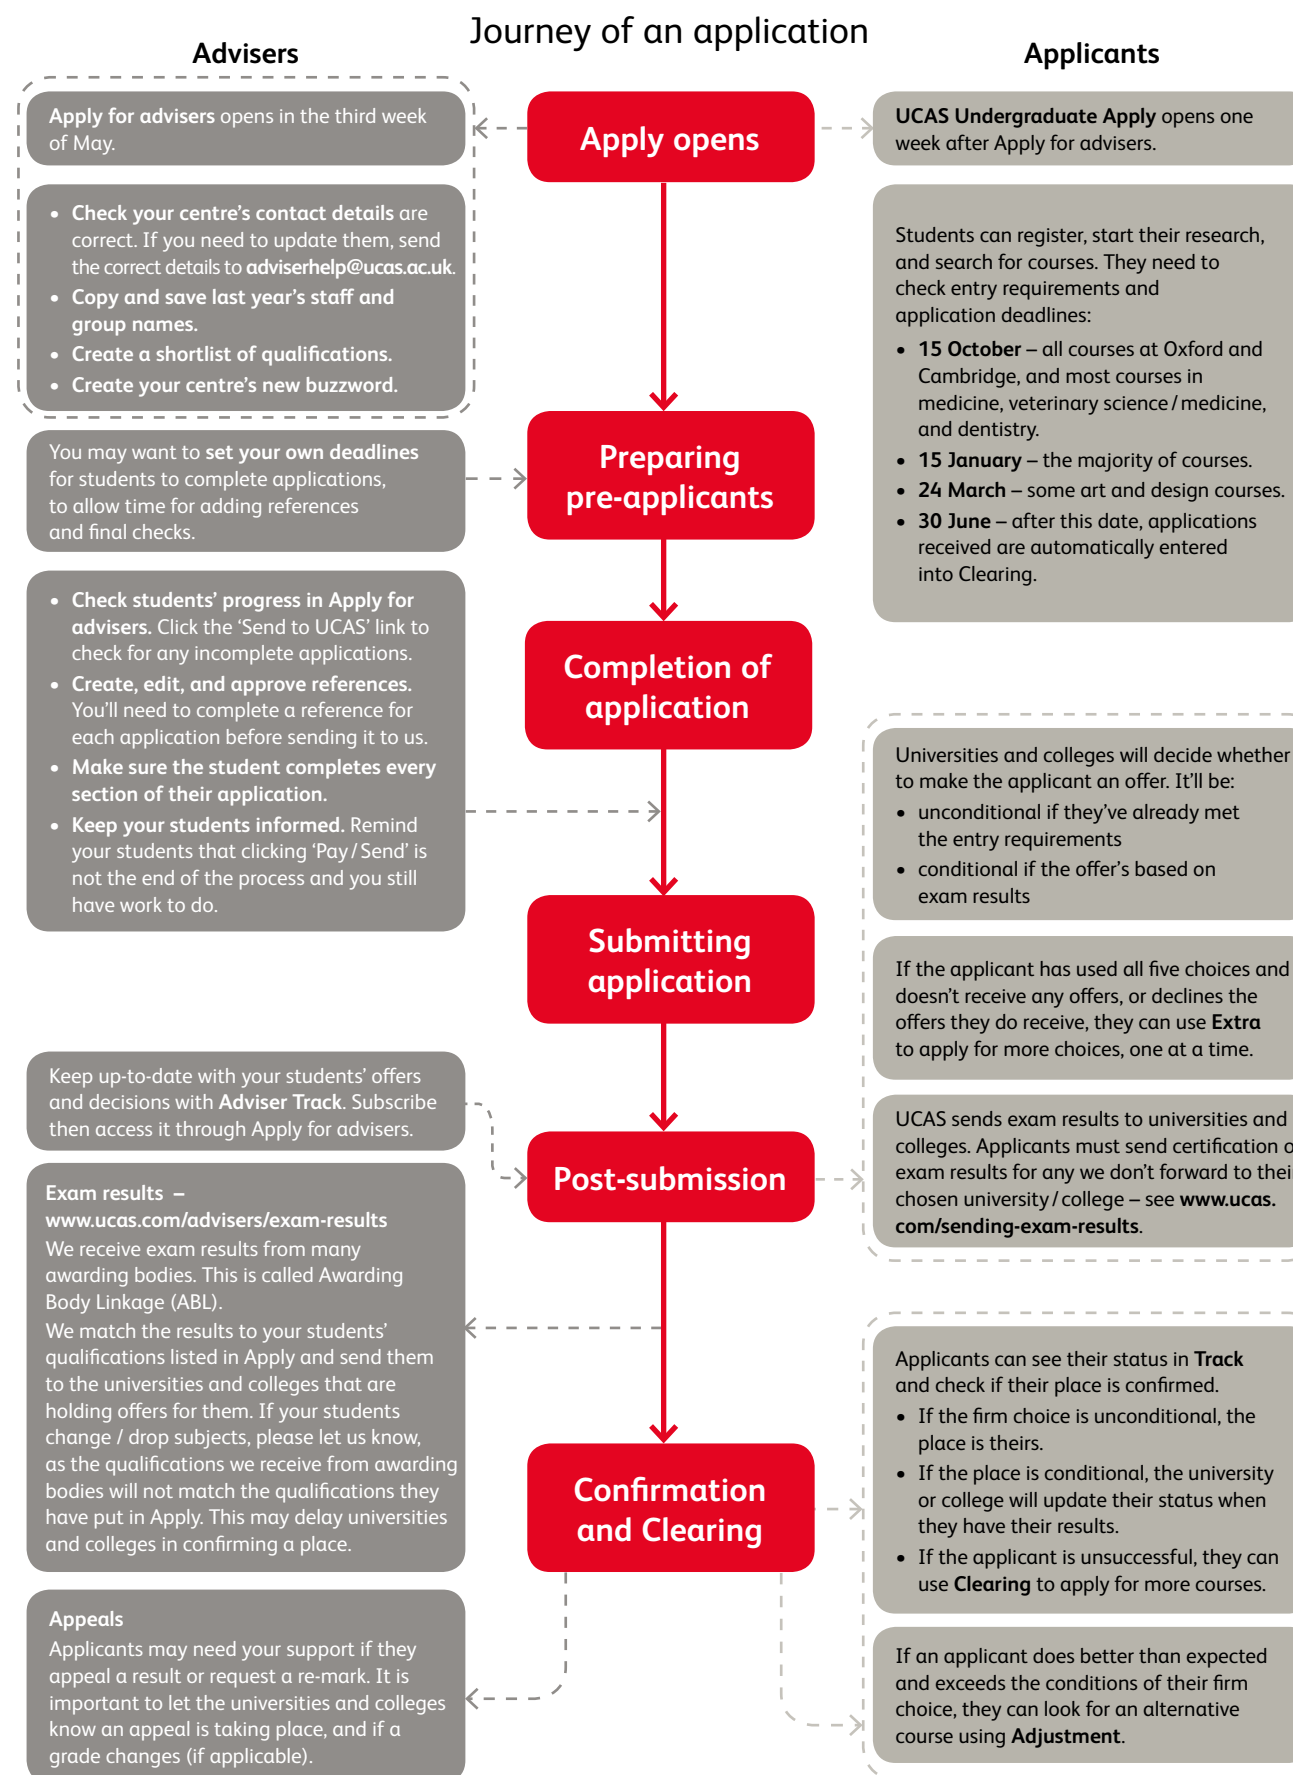 Journey of an application
Advisers
Apply for advisers opens in the third week
of May.
• Check your centre's contact details are
correct. If you need to update them, send
the correct details to adviserhelp@ucas.ac.uk.
• Copy and save last year's staff and
group names.
• Create a shortlist of qualifications.
• Create your centre's new buzzword.
You may want to set your own deadlines
for students to complete applications,
to allow time for adding references
and final checks.
• Check students' progress in Apply for
advisers. Click the ‘Send to UCAS’ link to
check for any incomplete applications.
• Create, edit, and approve references.
You'll need to complete a reference for
each application before sending it to us.
• Make sure the student completes every
section of their application.
• Keep your students informed. Remind
your students that clicking ‘Pay / Send’ is
not the end of the process and you still
have work to do.
Keep up-to-date with your students' offers
and decisions with Adviser Track. Subscribe
then access it through Apply for advisers.
Exam results –
www.ucas.com/advisers/exam-results
We receive exam results from many
awarding bodies. This is called Awarding
Body Linkage (ABL).
We match the results to your students'
qualifications listed in Apply and send them
to the universities and colleges that are
holding offers for them. If your students
change / drop subjects, please let us know,
as the qualifications we receive from awarding
bodies will not match the qualifications they
have put in Apply. This may delay universities
and colleges in confirming a place.
Appeals
Applicants may need your support if they
appeal a result or request a re-mark. It is
important to let the universities and colleges
know an appeal is taking place, and if a
grade changes (if applicable).
Apply opens
Preparing
pre-applicants
Completion of
application
Submitting
application
Post-submission
Confirmation
and Clearing
Applicants
UCAS Undergraduate Apply opens one
week after Apply for advisers.
Students can register, start their research,
and search for courses. They need to
check entry requirements and
application deadlines:
• 15 October – all courses at Oxford and
Cambridge, and most courses in
medicine, veterinary science / medicine,
and dentistry.
• 15 January – the majority of courses.
• 24 March – some art and design courses.
• 30 June – after this date, applications
received are automatically entered
into Clearing.
Universities and colleges will decide whether
to make the applicant an offer. It'll be:
• unconditional if they've already met
the entry requirements
• conditional if the offer's based on
exam results
If the applicant has used all five choices and
doesn't receive any offers, or declines the
offers they do receive, they can use Extra
to apply for more choices, one at a time.
UCAS sends exam results to universities and
colleges. Applicants must send certification
exam results for any we don't forward to
chosen university / college – see www.ucas.
com/sending-exam-results.
Applicants can see their status in Track
and check if their place is confirmed.
• If the firm choice is unconditional, the
place is theirs.
• If the place is conditional, the university
or college will update their status when
they have their results.
• If the applicant is unsuccessful, they can
use Clearing to apply for more courses.
If an applicant does better than expected
and exceeds the conditions of their firm
choice, they can look for an alternative
course using Adjustment.